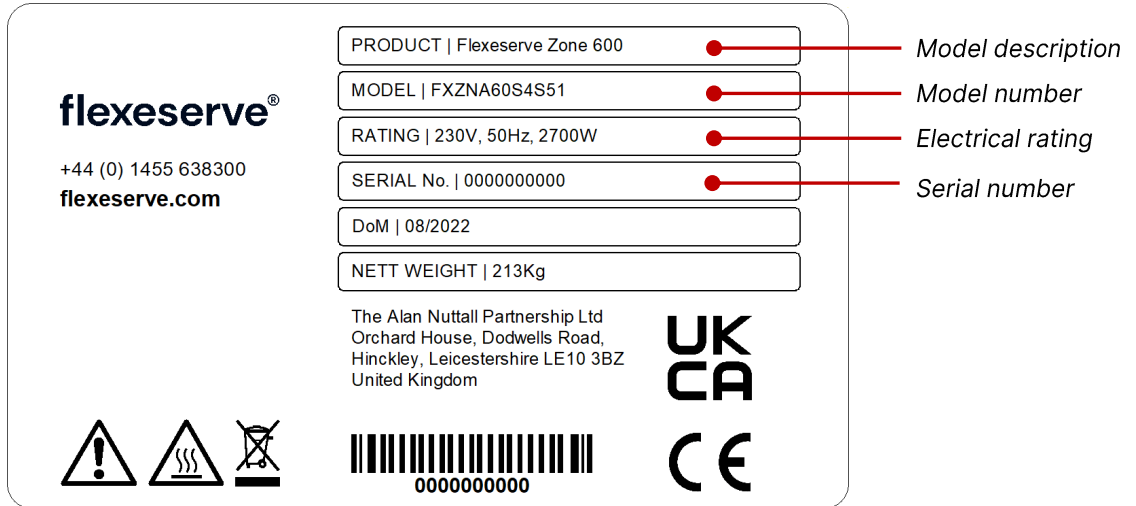 flexeserve®
+44 (0) 1455 638300
flexeserve.com
PRODUCT | Flexeserve Zone 600
Model description
MODEL | FXZNA60S4S51
Model number
RATING | 230V, 50Hz, 2700W
Electrical rating
SERIAL No. | 0000000000
Serial number
DoM | 08/2022
NETT WEIGHT | 213Kg
The Alan Nuttall Partnership Ltd
Orchard House, Dodwells Road,
Hinckley, Leicestershire LE10 3BZ
United Kingdom
UK
CA
0000000000
CE